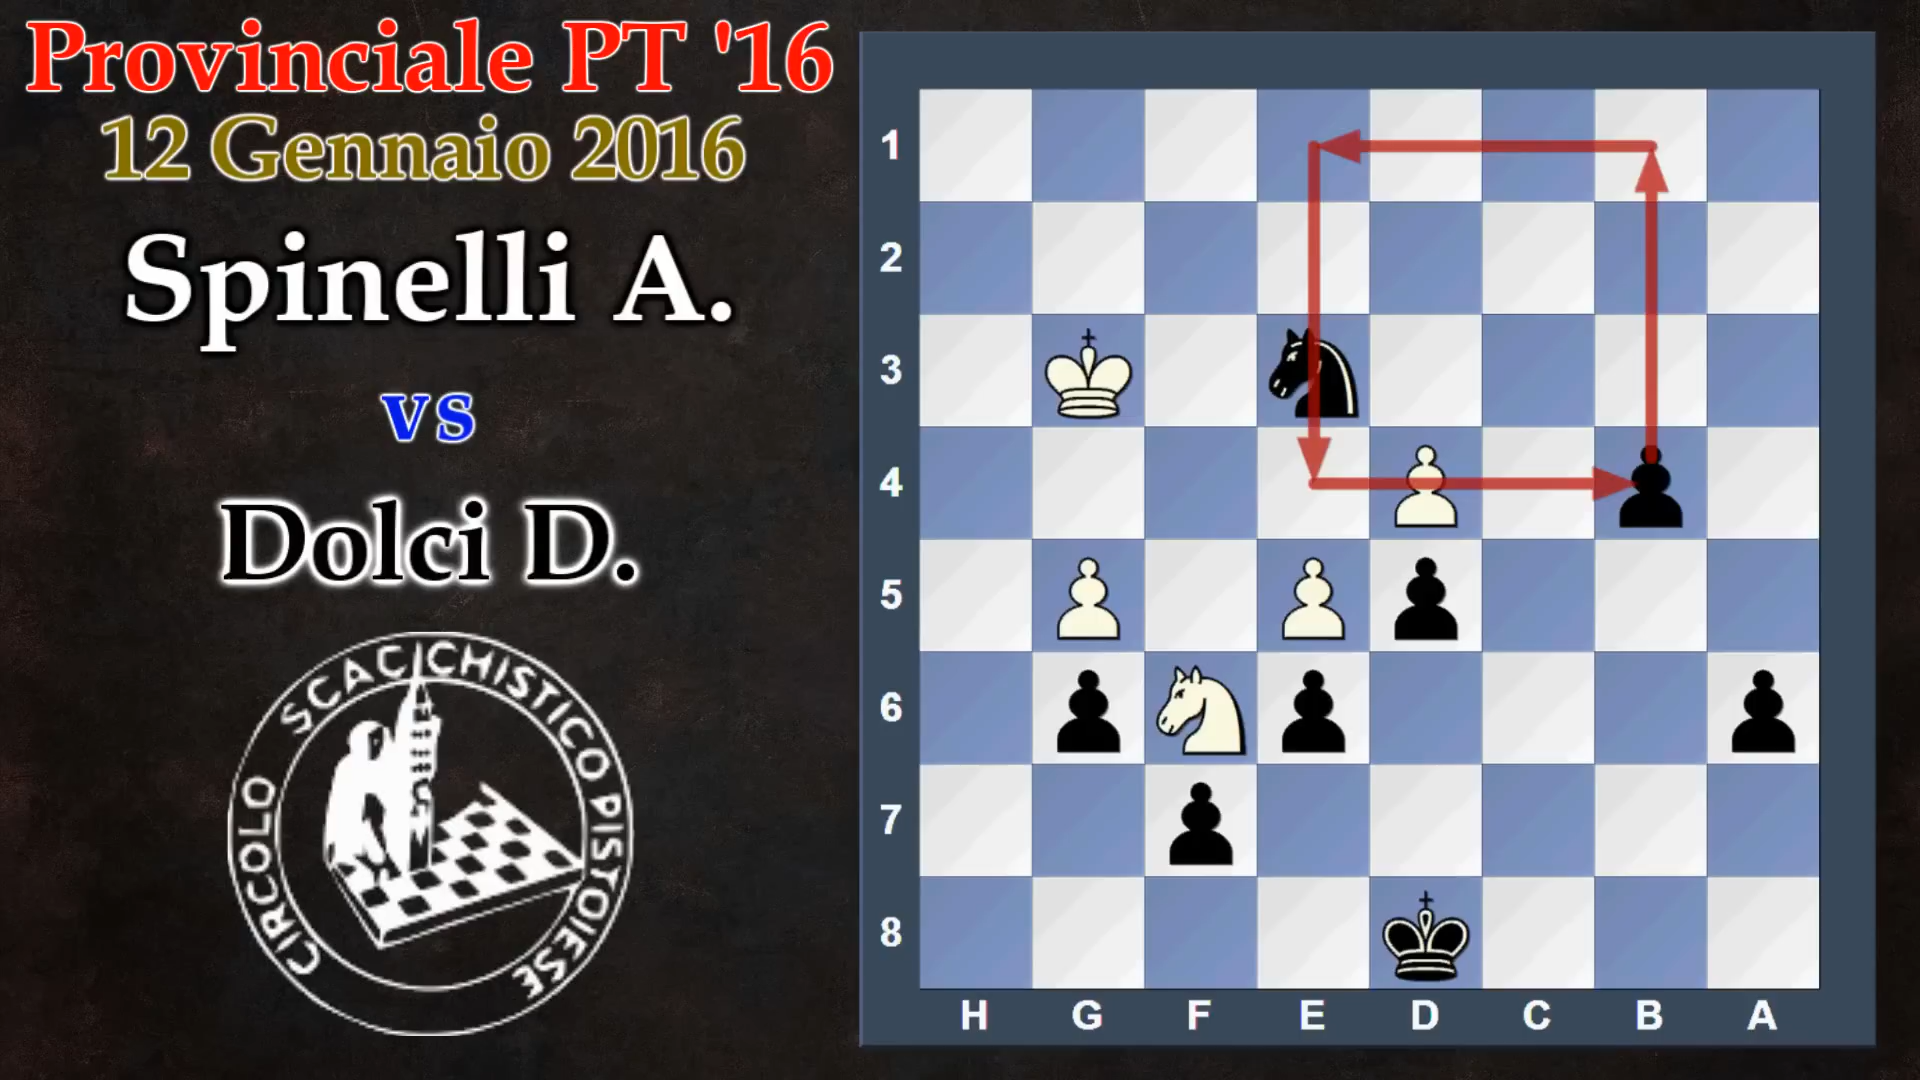 Provinciale PT '16
12 Gennaio 2016
Spinelli A.
vs
Dolci D.
CIRCOLO SCACCHISTICO PISTOIESE
1
2
3
4
5
6
7
8
H G F E D C B A